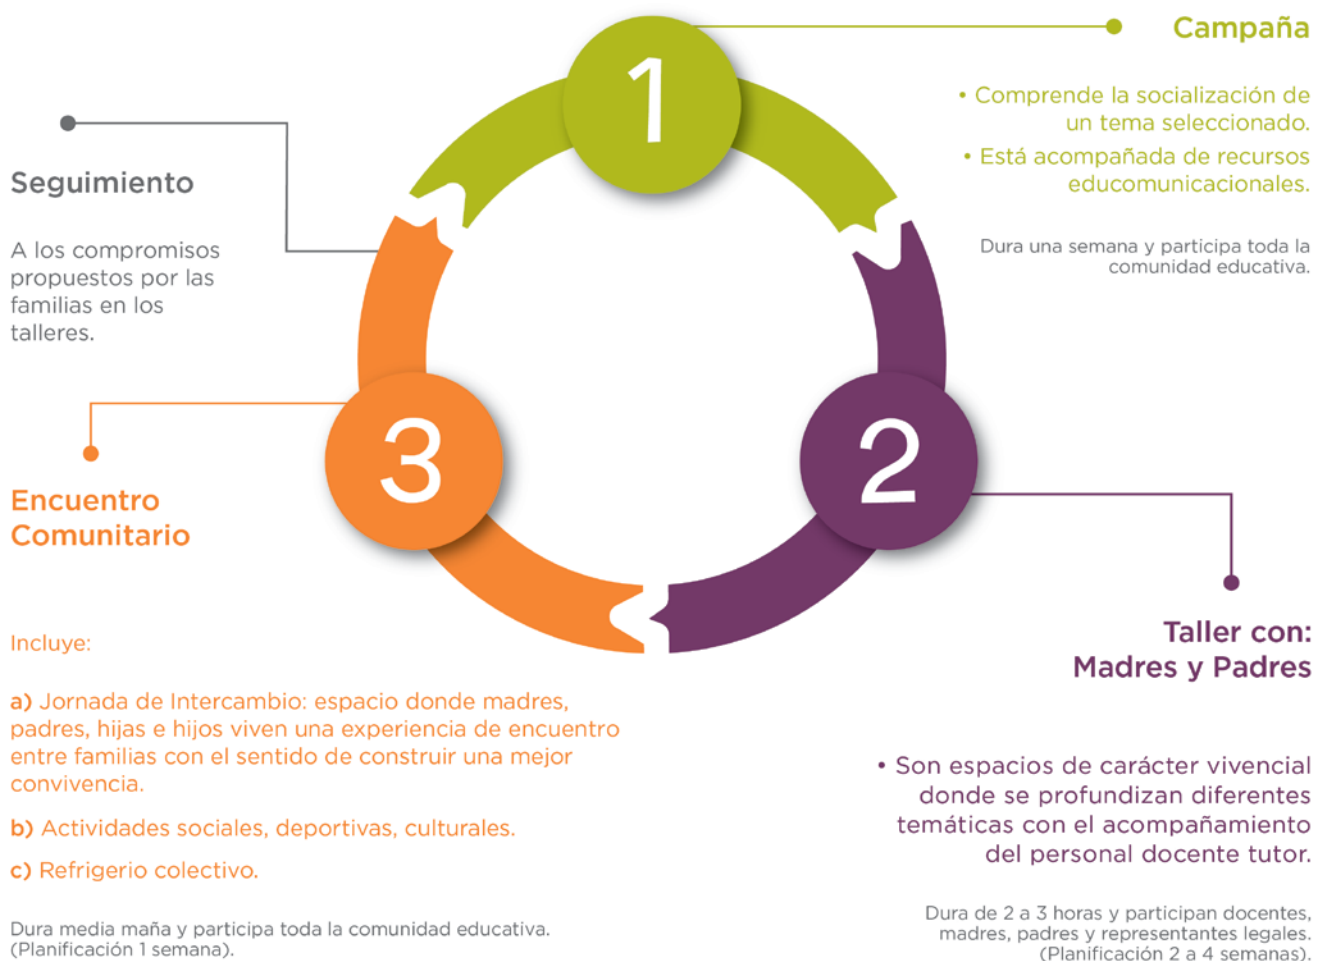 1
Campaña
• Comprende la socialización de
un tema seleccionado.
• Está acompañada de recursos
educomunicacionales.
Dura una semana y participa toda la
comunidad educativa.
2
Taller con:
Madres y Padres
• Son espacios de carácter vivencial
donde se profundizan diferentes
temáticas con el acompañamiento
del personal docente tutor.
Dura de 2 a 3 horas y participan docentes,
madres, padres y representantes legales.
(Planificación 2 a 4 semanas).
3
Encuentro
Comunitario
Incluye:
a) Jornada de Intercambio: espacio donde madres,
padres, hijas e hijos viven una experiencia de encuentro
entre familias con el sentido de construir una mejor
convivencia.
b) Actividades sociales, deportivas, culturales.
c) Refrigerio colectivo.
Dura media maña y participa toda la comunidad educativa.
(Planificación 1 semana).
Seguimiento
A los compromisos
propuestos por las
familias en los
talleres.